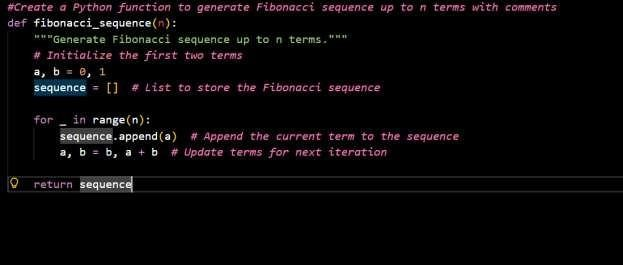 #Create a Python function to generate Fibonacci sequence up to n terms with comments
def fibonacci_sequence(n):
    """Generate Fibonacci sequence up to n terms."""
    # Initialize the first two terms
    a, b = 0, 1
    sequence = []  # List to store the Fibonacci sequence

    for _ in range(n):
        sequence.append(a)  # Append the current term to the sequence
        a, b = b, a + b  # Update terms for next iteration

    return sequence